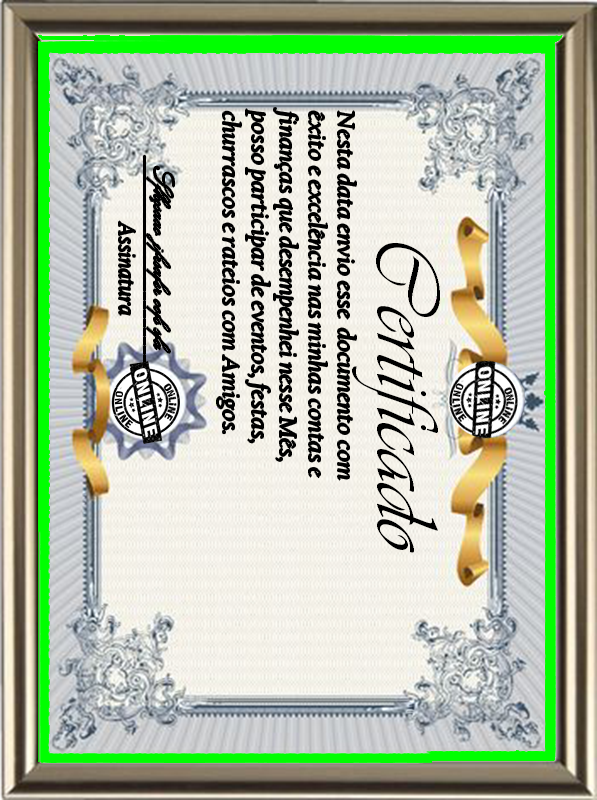 ONLINE
ONLINE
ONLINE
Certificado
Nesta data envio esse documento com
êxito e excelência nas minhas contas e
finanças que desempenhei nesse Mês,
posso participar de eventos, festas,
churrascos e rateios com Amigos.
Assinatura
ONLINE
ONLINE
ONLINE